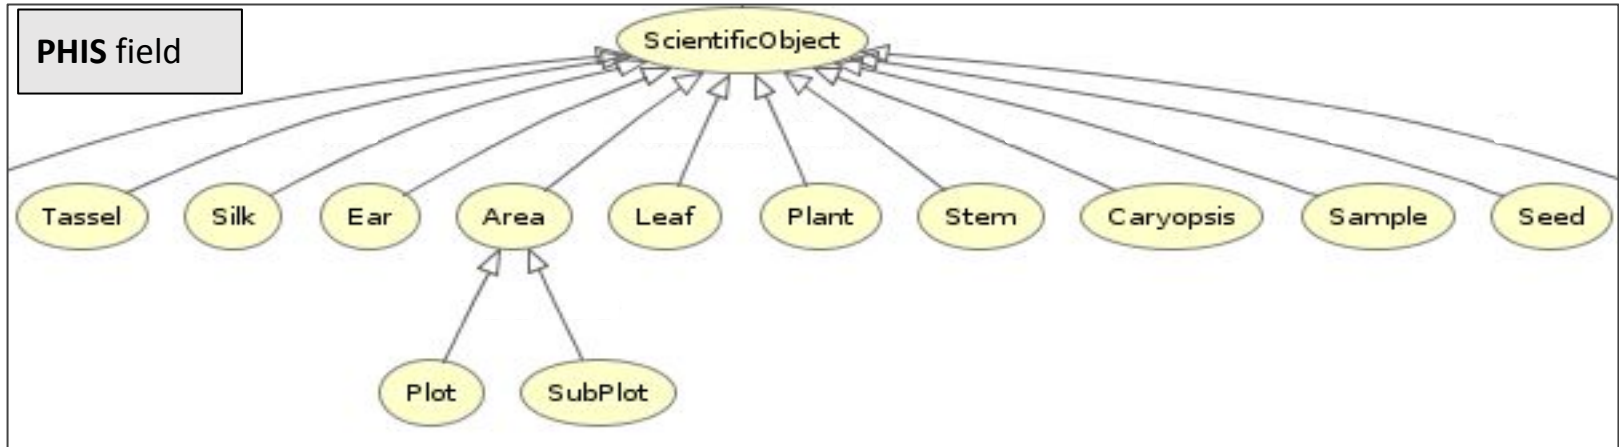 PHIS field
ScientificObject
Tassel
Silk
Ear
Area
Leaf
Plant
Stem
Caryopsis
Sample
Seed
Plot
SubPlot